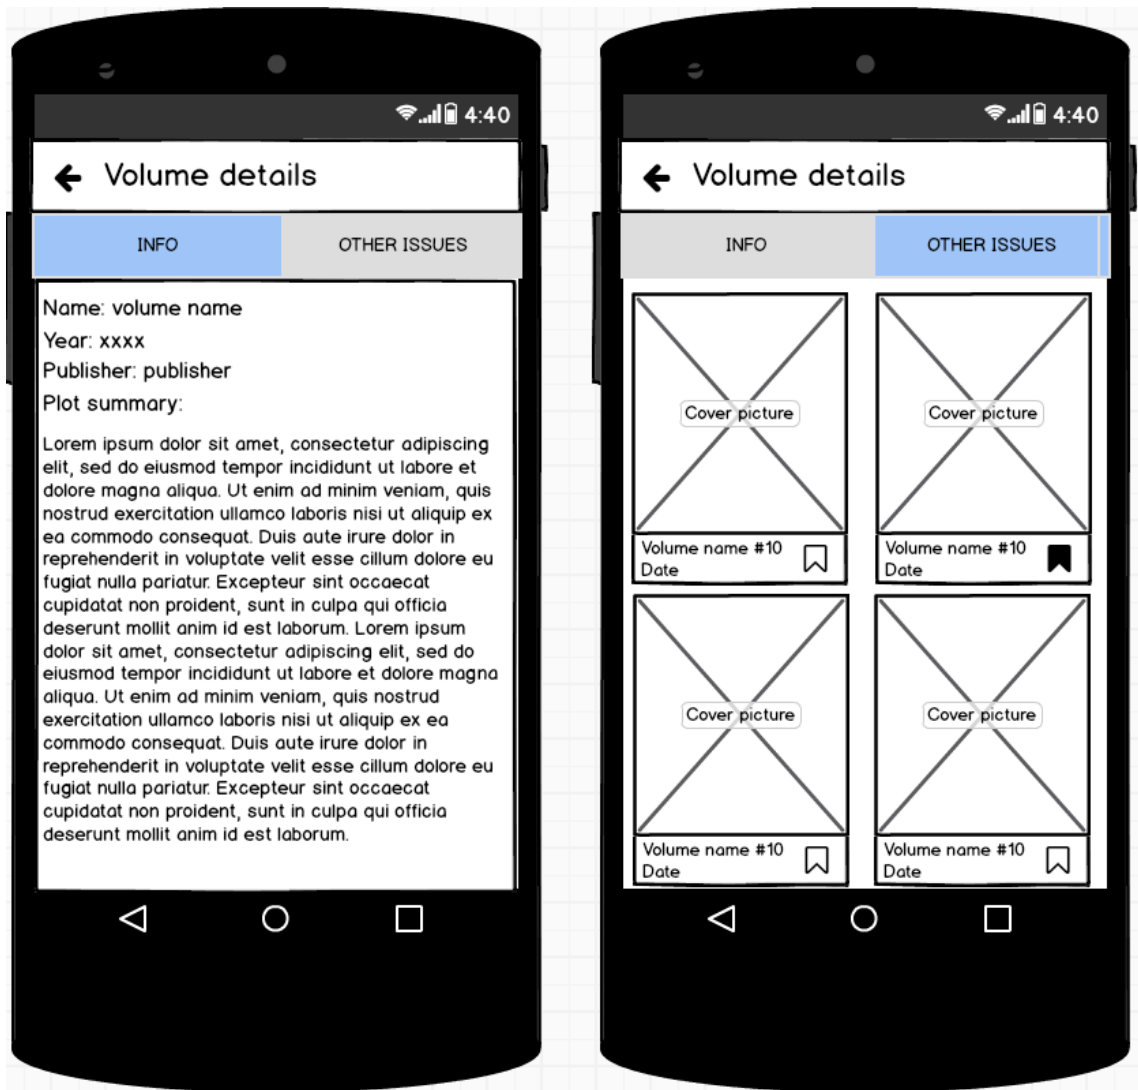 4:40
Volume details
INFO
OTHER ISSUES
Name: volume name
Year: xxxx
Publisher: publisher
Plot summary:
Lorem ipsum dolor sit amet, consectetur adipiscing
elit, sed do eiusmod tempor incididunt ut labore et
dolore magna aliqua. Ut enim ad minim veniam, quis
nostrud exercitation ullamco laboris nisi ut aliquip ex
ea commodo consequat. Duis aute irure dolor in
reprehenderit in voluptate velit esse cillum dolore eu
fugiat nulla pariatur. Excepteur sint occaecat
cupidatat non proident, sunt in culpa qui officia
deserunt mollit anim id est laborum. Lorem ipsum
dolor sit amet, consectetur adipiscing elit, sed do
eiusmod tempor incididunt ut labore et dolore magna
aliqua. Ut enim ad minim veniam, quis nostrud
exercitation ullamco laboris nisi ut aliquip ex ea
commodo consequat. Duis aute irure dolor in
reprehenderit in voluptate velit esse cillum dolore eu
fugiat nulla pariatur. Excepteur sint occaecat
cupidatat non proident, sunt in culpa qui officia
deserunt mollit anim id est laborum.
4:40
Volume details
INFO
OTHER ISSUES
Cover picture
Volume name #10
Date
Cover picture
Volume name #10
Date
Cover picture
Volume name #10
Date
Cover picture
Volume name #10
Date